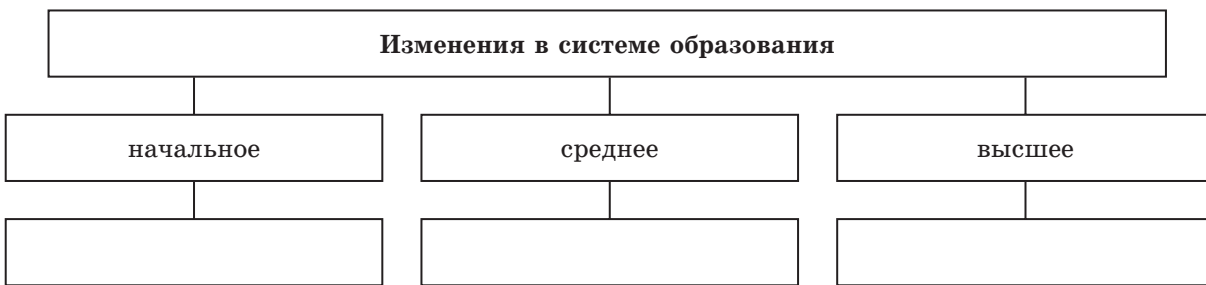 Изменения в системе образования
начальное
среднее
высшее